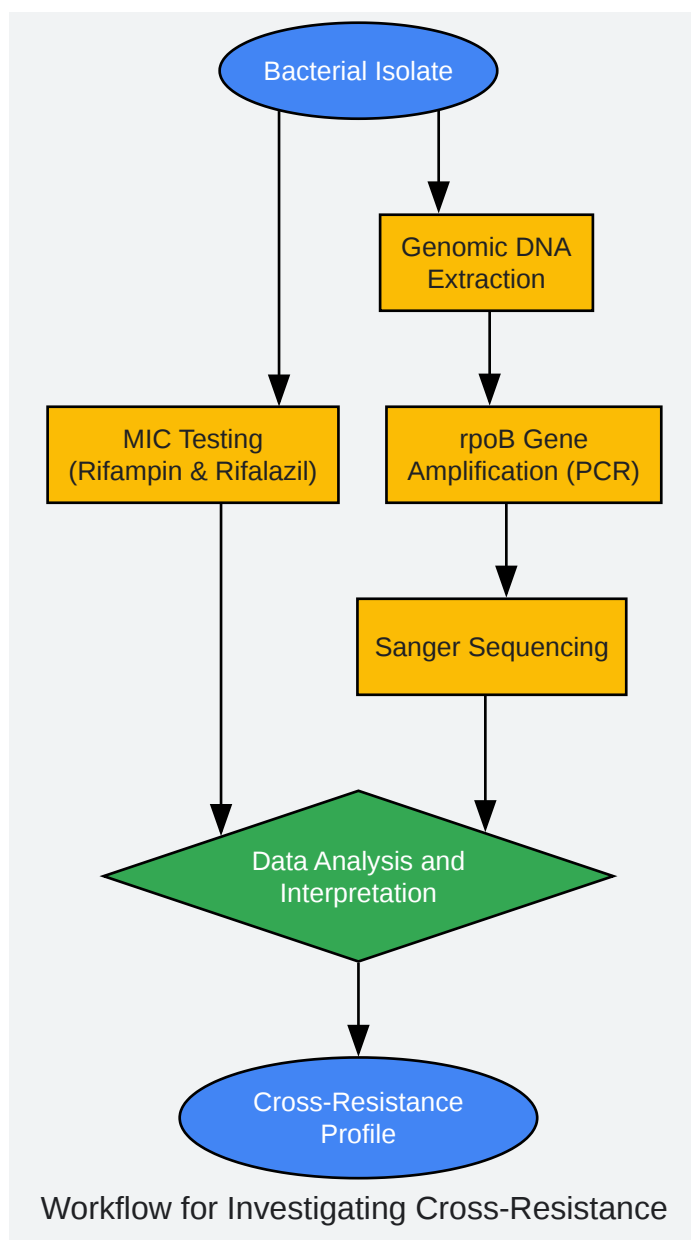 Bacterial Isolate
Genomic DNA
Extraction
MIC Testing
(Rifampin & Rifalazil)
rpoB Gene
Amplification (PCR)
Sanger Sequencing
Data Analysis and
Interpretation
Cross-Resistance
Profile
Workflow for Investigating Cross-Resistance